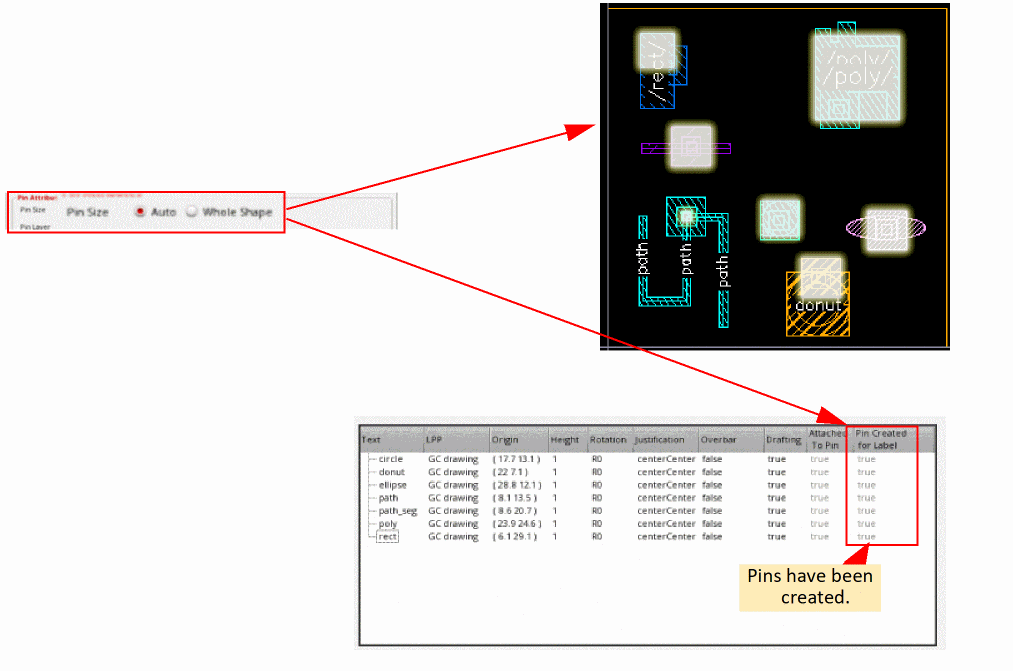 Pin Attribut
Pin Size
Pin Size Auto Whole Shape
Pin Layer
/rect/
/poly/
/poly/
path
path
path
donut
Text LPP Origin Height Rotation Justification Overbar Drafting Attached To Pin Pin Created for Label
circle GC drawing ( 17.7 13.1 ) 1 R0 centerCenter false true true true
donut GC drawing ( 22 7.1 ) 1 R0 centerCenter false true true true
ellipse GC drawing ( 28.8 12.1 ) 1 R0 centerCenter false true true true
path GC drawing ( 8.1 13.5 ) 1 R0 centerCenter false true true true
path_seg GC drawing ( 8.6 20.7 ) 1 R0 centerCenter false true true true
poly GC drawing ( 23.9 24.6 ) 1 R0 centerCenter false true true true
rect GC drawing ( 6.1 29.1 ) 1 R0 centerCenter false true true true
Pins have been
created.